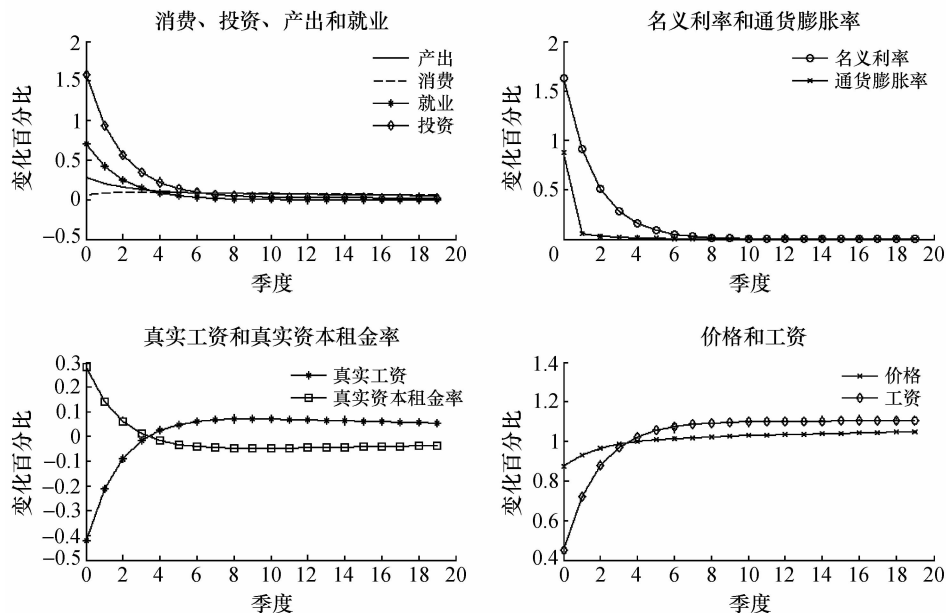 消费、投资、产出和就业
2
1.5
1
0.5
0
−0.5
变化百分比
产出
消费
就业
投资
0 2 4 6 8 10 12 14 16 18 20
季度
名义利率和通货膨胀率
2
1.5
1
0.5
变化百分比
名义利率
通货膨胀率
0 2 4 6 8 10 12 14 16 18 20
季度
真实工资和真实资本租金率
0.3
0.2
0.1
0
−0.1
−0.2
−0.3
−0.4
−0.5
变化百分比
真实工资
真实资本租金率
0 2 4 6 8 10 12 14 16 18 20
季度
价格和工资
1.4
1.2
1
0.8
0.6
0.4
变化百分比
价格
工资
0 2 4 6 8 10 12 14 16 18 20
季度